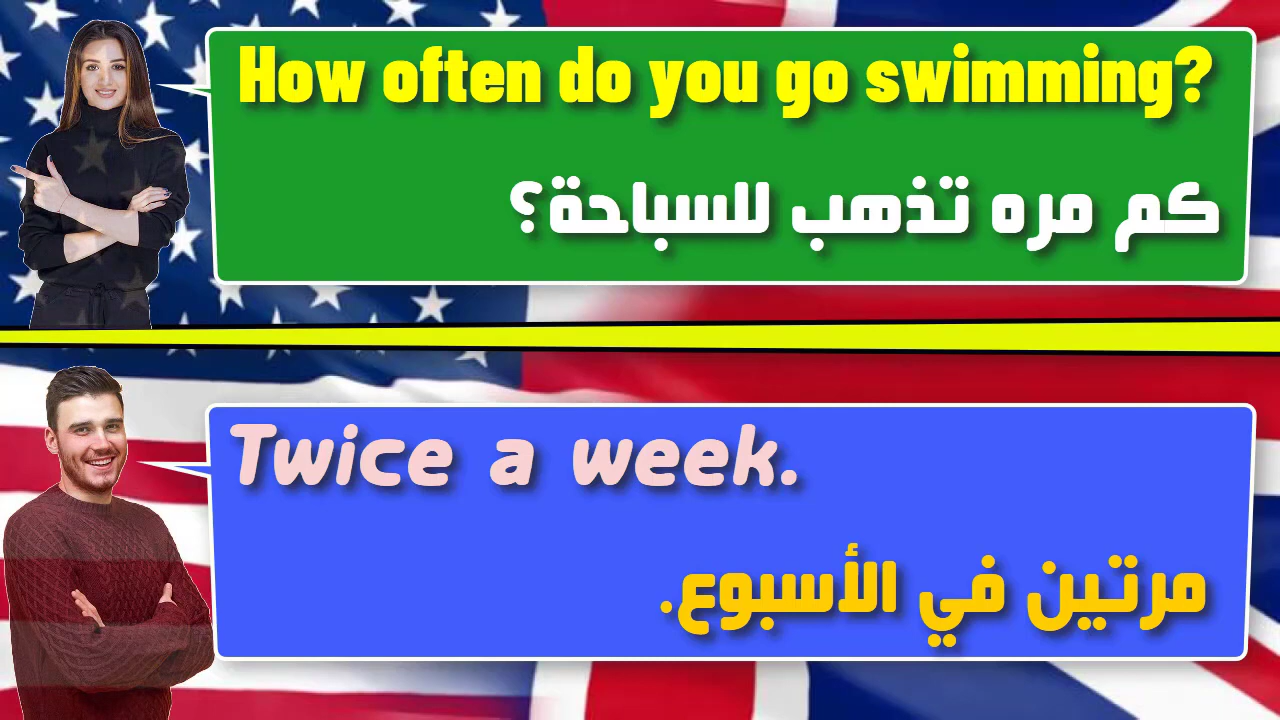 How often do you go swimming?
كم مره تذهب للسباحة؟
Twice a week.
مرتين في الأسبوع.